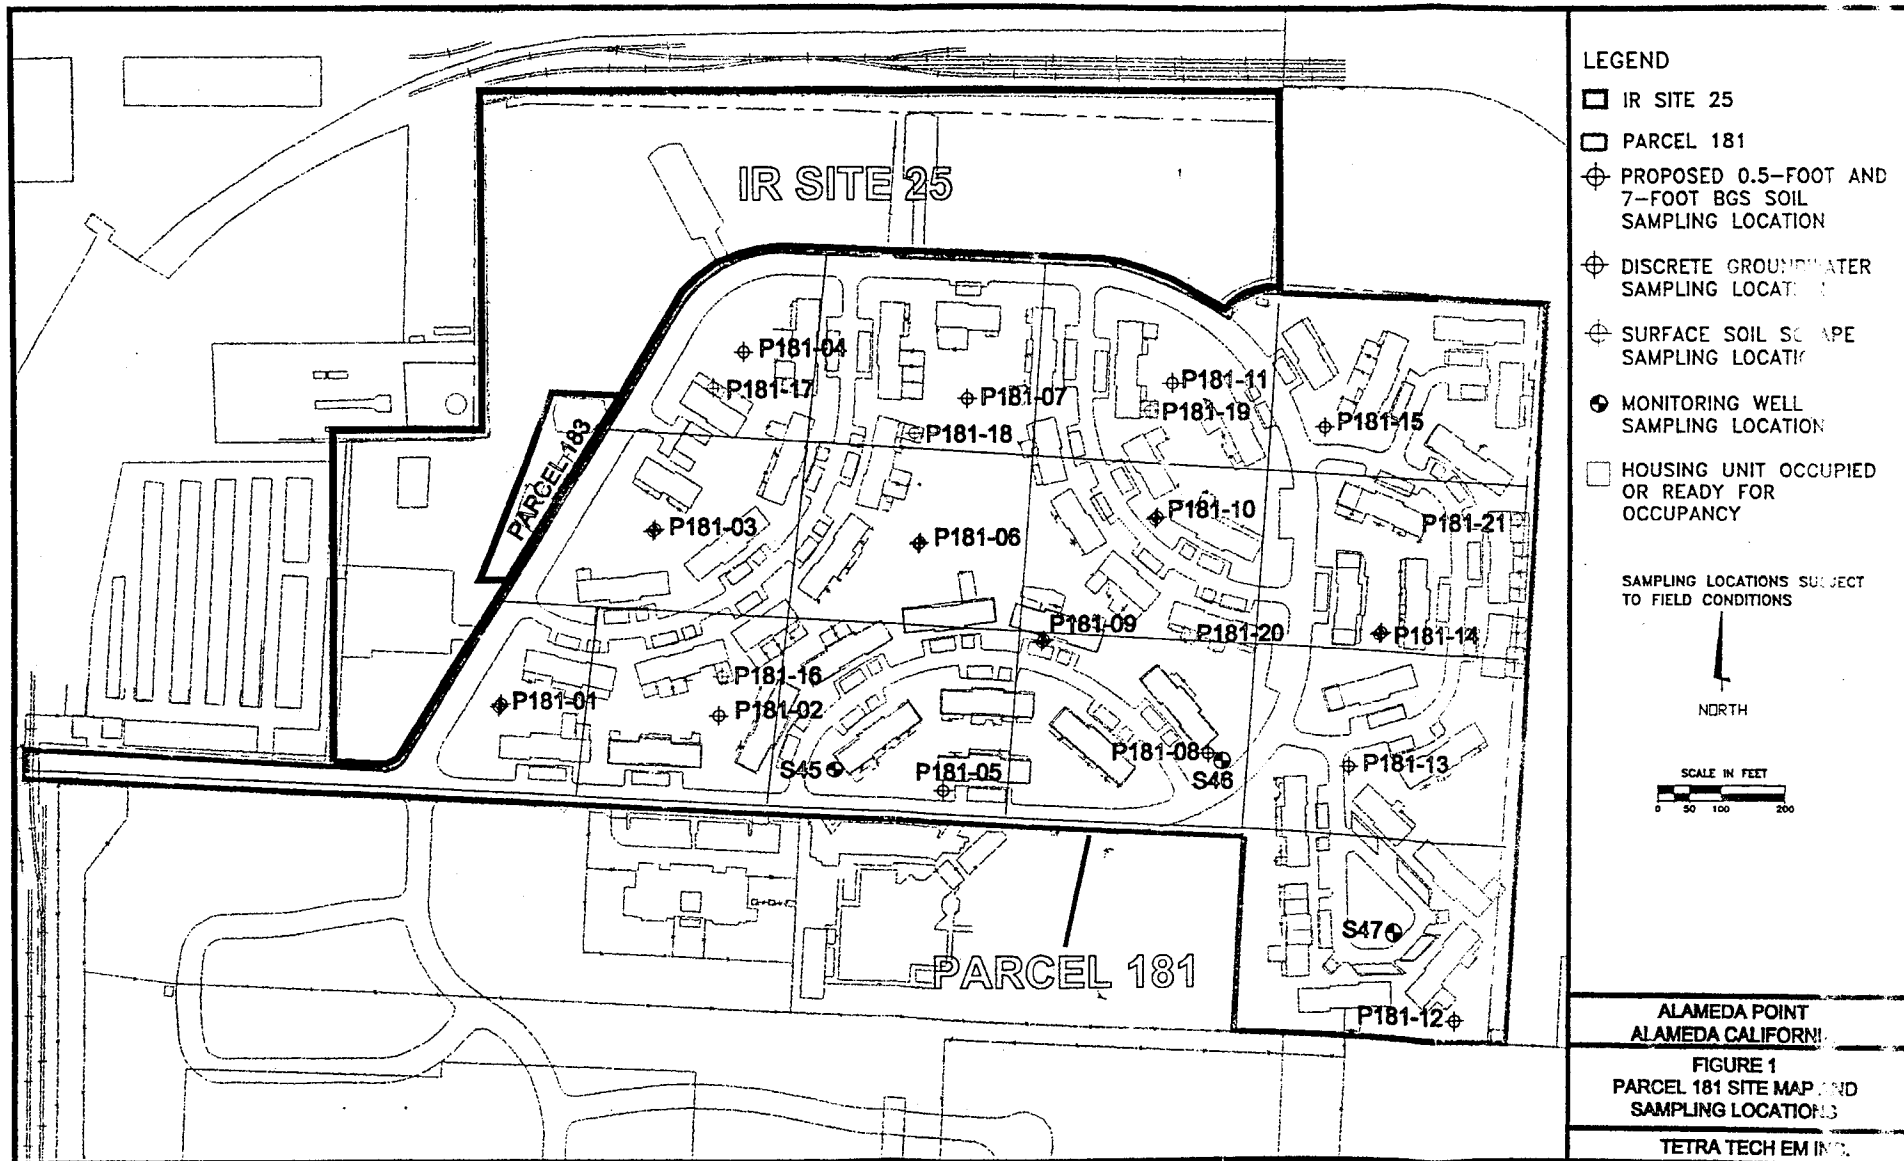 LEGEND
IR SITE 25
PARCEL 181
PROPOSED 0.5-FOOT AND
7-FOOT BGS SOIL
SAMPLING LOCATION
DISCRETE
SAMPLING
SURFACE SOIL
SAMPLING
MONITORING WELL
SAMPLING LOCATION
HOUSING UNIT OCCUPIED
OR READY FOR
OCCUPANCY
SAMPLING LOCATIONS
TO FIELD CONDITIONS
NORTH
SCALE IN FEET
0 50 100 200
IR SITE 25
P181-04
P181-17
P181-07
P181-11
P181-19
P181-18
P181-15
PARCEL 183
P181-03
P181-06
P181-10
P181-21
P181-09
P181-20
P181-14
P181-16
P181-01
P181-02
P181-08
P181-13
S45
P181-05
S46
S47
PARCEL 181
P181-12
ALAMEDA POINT
ALAMEDA
FIGURE 1
PARCEL 181 SITE MAP
SAMPLING
TETRA TECH EM